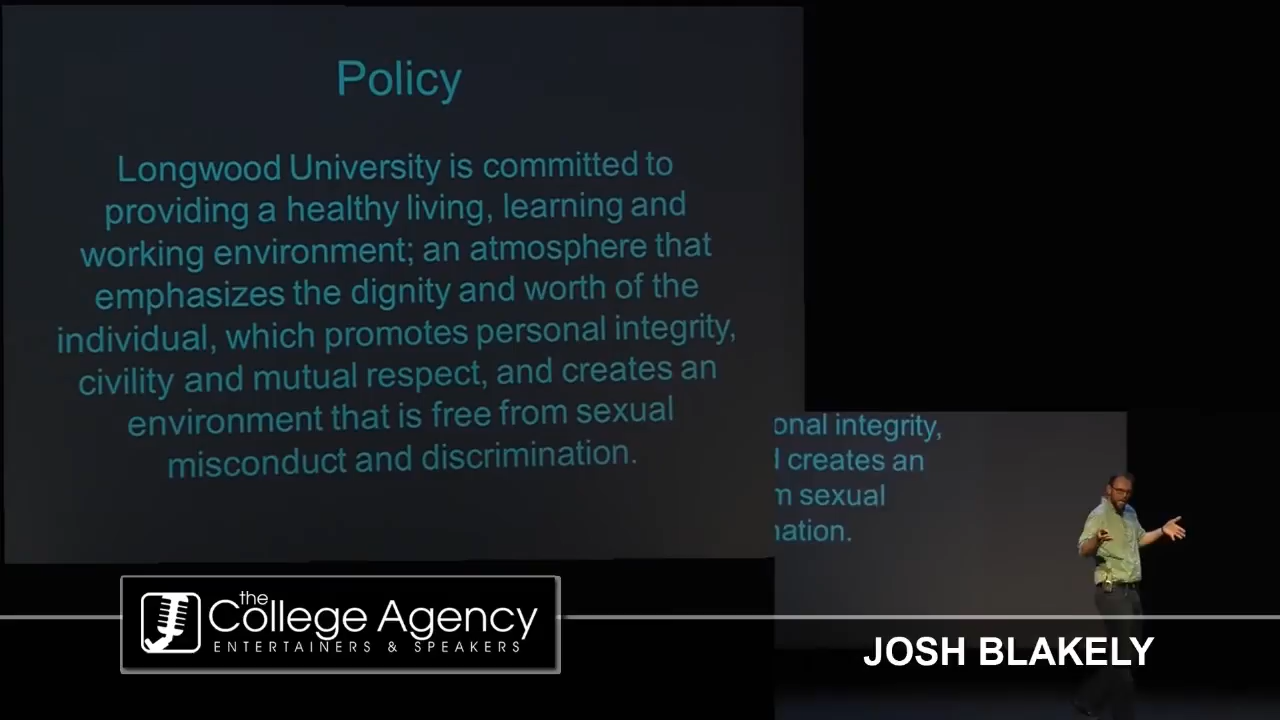 Policy
Longwood University is committed to
providing a healthy living, learning and
working environment; an atmosphere that
emphasizes the dignity and worth of the
individual, which promotes personal integrity,
civility and mutual respect, and creates an
environment that is free from sexual
misconduct and discrimination.
onal integrity,
d creates an
m sexual
nation.
the
College Agency
ENTERTAINERS & SPEAKERS
JOSH BLAKELY